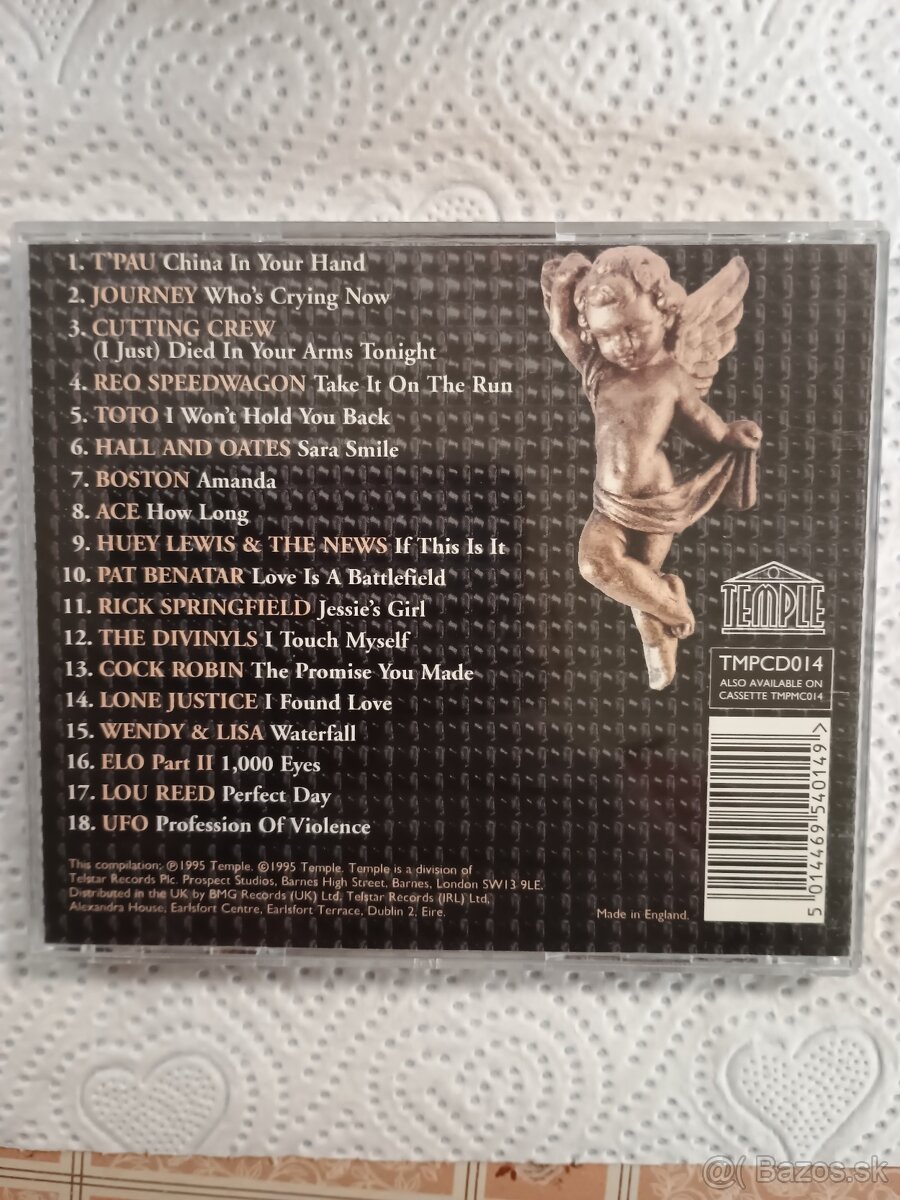 1. T'PAU China In Your Hand
2. JOURNEY Who's Crying Now
3. CUTTING CREW
(I Just) Died In Your Arms Tonight
4. REO SPEEDWAGON Take It On The Run
5. TOTO I Won't Hold You Back
6. HALL AND OATES Sara Smile
7. BOSTON Amanda
8. ACE How Long
9. HUEY LEWIS & THE NEWS If This Is It
10. PAT BENATAR Love Is A Battlefield
11. RICK SPRINGFIELD Jessie's Girl
12. THE DIVINYLS I Touch Myself
13. COCK ROBIN The Promise You Made
14. LONE JUSTICE I Found Love
15. WENDY & LISA Waterfall
16. ELO Part II 1,000 Eyes
17. LOU REED Perfect Day
18. UFO Profession Of Violence
This compilation: ℗1995 Temple. ©1995 Temple. Temple is a division of
Telstar Records Plc. Prospect Studios, Barnes High Street, Barnes, London SW13 9LE.
Distributed in the UK by BMG Records (UK) Ltd. Telstar Records (IRL) Ltd,
Alexandra House, Earlsfort Centre, Earlsfort Terrace, Dublin 2, Eire.
Made in England.
TEMPLE
TMPCD014
ALSO AVAILABLE ON
CASSETTE TMPMC014
5 014469 540149 >
@( Bazos.sk